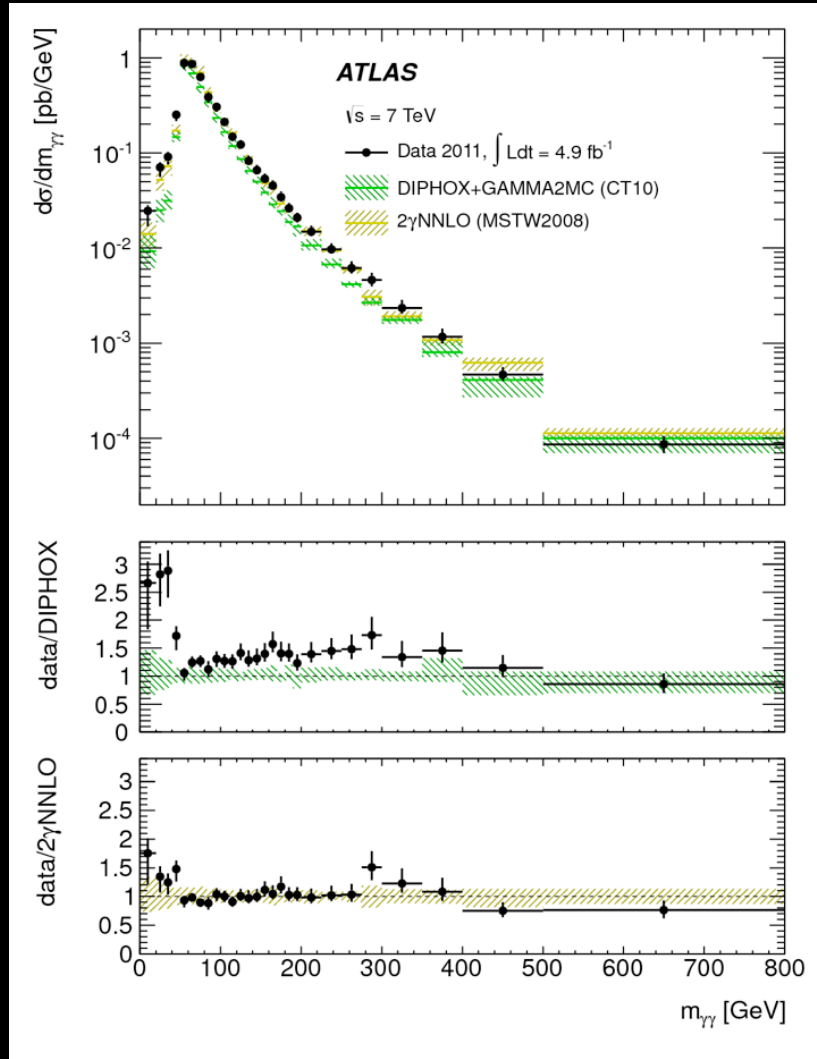 dσ/dmγγ [pb/GeV]
1
10⁻¹
10⁻²
10⁻³
10⁻⁴
ATLAS
√s = 7 TeV
Data 2011, ∫ Ldt = 4.9 fb⁻¹
DIPHOX+GAMMA2MC (CT10)
2γNNLO (MSTW2008)
data/DIPHOX
3
2.5
2
1.5
1
0.5
0
data/2γNNLO
3
2.5
2
1.5
1
0.5
0
0 100 200 300 400 500 600 700 800
mγγ [GeV]